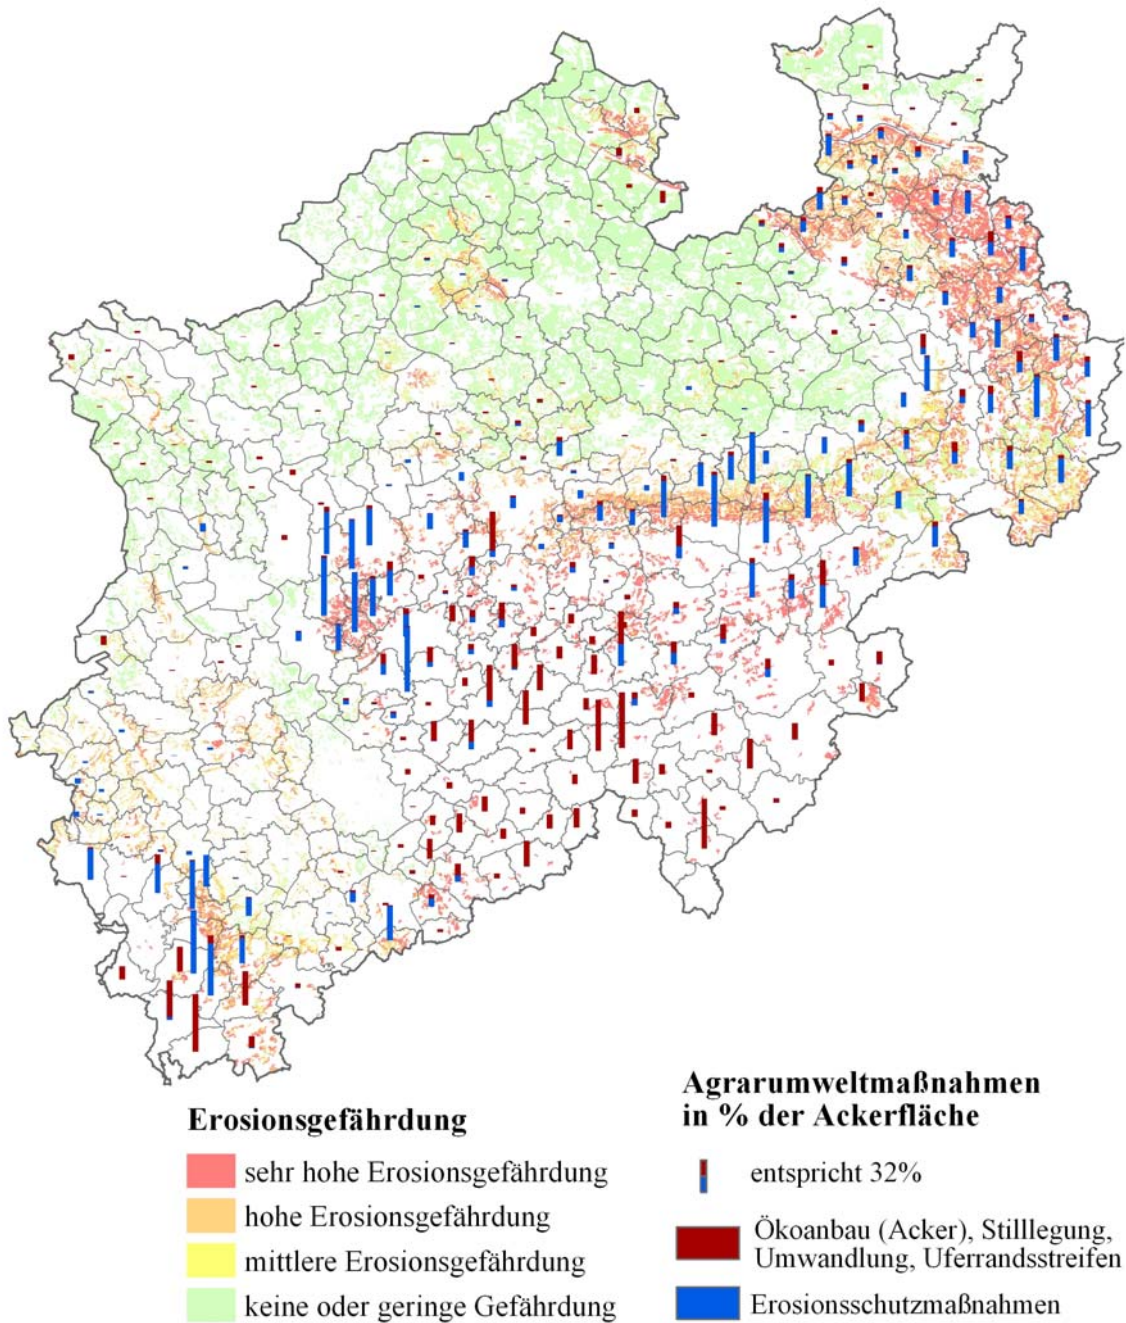 Erosionsgefährdung
sehr hohe Erosionsgefährdung
hohe Erosionsgefährdung
mittlere Erosionsgefährdung
keine oder geringe Gefährdung
Agrarumweltmaßnahmen
in % der Ackerfläche
entspricht 32%
Ökoanbau (Acker), Stilllegung,
Umwandlung, Uferrandsstreifen
Erosionsschutzmaßnahmen